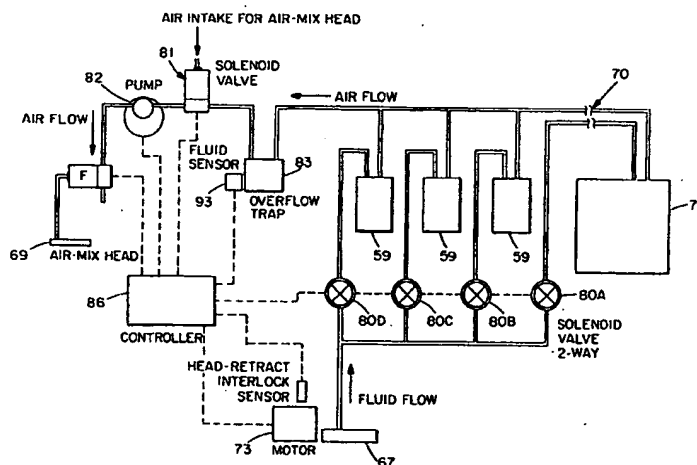 AIR INTAKE FOR AIR-MIX HEAD
81
SOLENOID
VALVE
82
PUMP
AIR FLOW
70
AIR FLOW
FLUID
SENSOR
83
93
OVERFLOW
TRAP
F
7
59
59
59
69
AIR-MIX HEAD
86
80D
80C
80B
80A
CONTROLLER
SOLENOID
VALVE
2-WAY
HEAD-RETRACT
INTERLOCK
SENSOR
FLUID FLOW
73
MOTOR
67